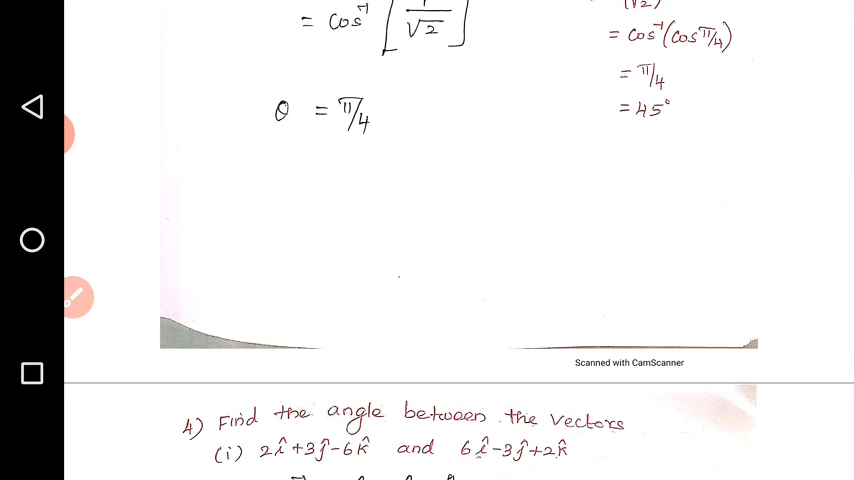 = cos⁻¹ [1/√2]
θ = π/4
(√2)
= cos⁻¹(cos π/4)
= π/4
= 45°
Scanned with CamScanner
4) Find the angle between the vectors
(i) 2î+3ĵ-6k̂ and 6î-3ĵ+2k̂